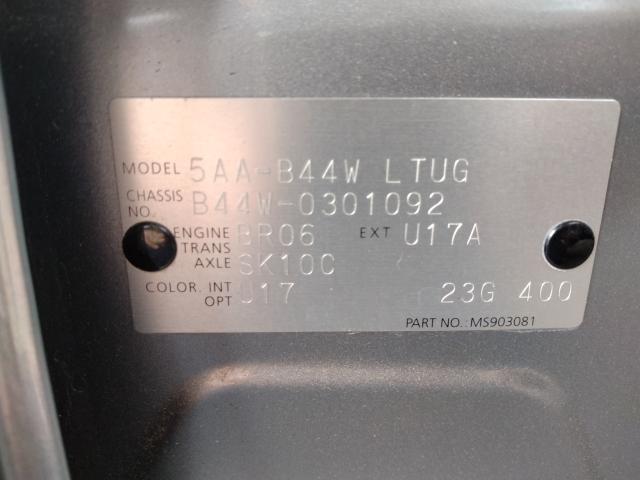 MODEL 5AA-B44W LTUG
CHASSIS NO. B44W-0301092
ENGINE BR06 EXT U17A
TRANS AXLE SK10C
COLOR. INT OPT U17 23G 400
PART NO.: MS903081